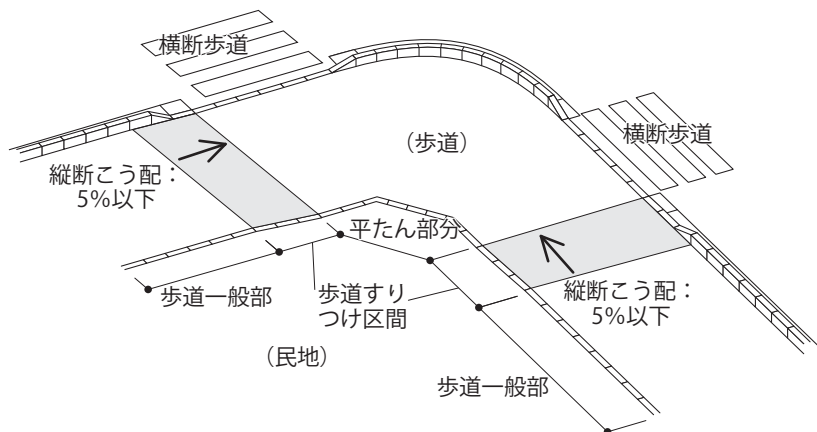 横断歩道
（歩道）
横断歩道
縦断こう配：
5%以下
平たん部分
歩道一般部
歩道すり
つけ区間
縦断こう配：
5%以下
（民地）
歩道一般部